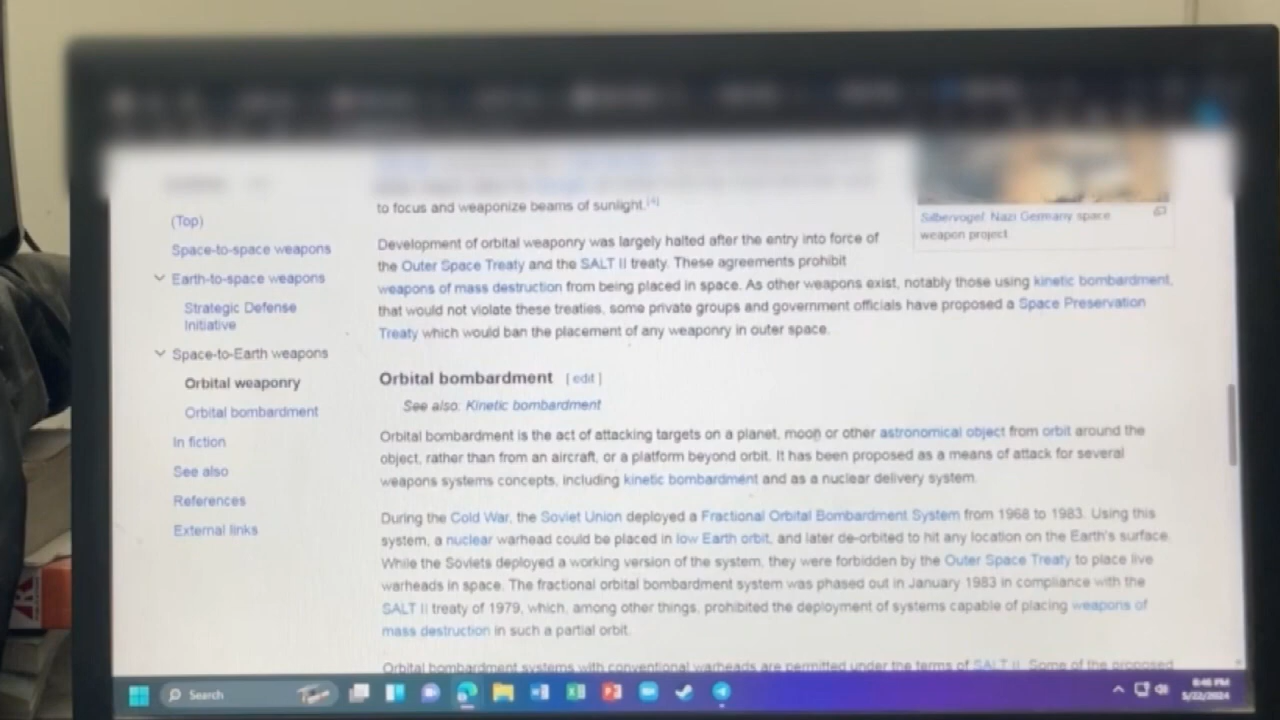 (Top)
Space-to-space weapons
Earth-to-space weapons
Strategic Defense
Initiative
Space-to-Earth weapons
Orbital weaponry
Orbital bombardment
In fiction
See also
References
External links
to focus and weaponize beams of sunlight.[4]
Silbervogel: Nazi Germany space
weapon project.
Development of orbital weaponry was largely halted after the entry into force of
the Outer Space Treaty and the SALT II treaty. These agreements prohibit
weapons of mass destruction from being placed in space. As other weapons exist, notably those using kinetic bombardment,
that would not violate these treaties, some private groups and government officials have proposed a Space Preservation
Treaty which would ban the placement of any weaponry in outer space.
Orbital bombardment [edit]
See also: Kinetic bombardment
Orbital bombardment is the act of attacking targets on a planet, moon or other astronomical object from orbit around the
object, rather than from an aircraft, or a platform beyond orbit. It has been proposed as a means of attack for several
weapons systems concepts, including kinetic bombardment and as a nuclear delivery system.
During the Cold War, the Soviet Union deployed a Fractional Orbital Bombardment System from 1968 to 1983. Using this
system, a nuclear warhead could be placed in low Earth orbit, and later de-orbited to hit any location on the Earth's surface.
While the Soviets deployed a working version of the system, they were forbidden by the Outer Space Treaty to place live
warheads in space. The fractional orbital bombardment system was phased out in January 1983 in compliance with the
SALT II treaty of 1979, which, among other things, prohibited the deployment of systems capable of placing weapons of
mass destruction in such a partial orbit.
Orbital bombardment systems with conventional warheads are permitted under the terms of SALT II. Some of the proposed
Search
8:46 PM
5/22/2024